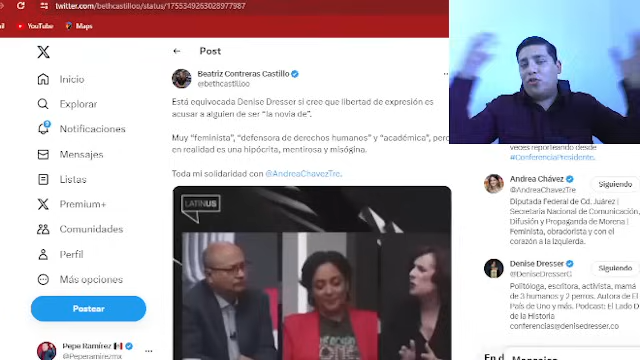 twitter.com/bethcastilloo/status/1755349263028977987
YouTube
Maps
Inicio
Explorar
Notificaciones
Mensajes
Listas
Premium+
Comunidades
Perfil
Más opciones
Postear
Pepe Ramírez
@Peperamirezmx
Post
Beatriz Contreras Castillo
@bethcastilloo
Está equivocada Denise Dresser si cree que libertad de expresión es
acusar a alguien de ser "la novia de".
Muy "feminista", "defensora de derechos humanos" y "académica", pero
en realidad es una hipócrita, mentirosa y misógina.
Toda mi solidaridad con @AndreaChavezTre.
LATINUS
veces reporteando desde
#ConferenciaPresidente.
Andrea Chávez
@AndreaChavezTre
Siguiendo
Diputada Federal de Cd. Juárez |
Secretaria Nacional de Comunicación,
Difusión y Propaganda de Morena |
Feminista, obradorista y con el
corazón a la izquierda.
Denise Dresser
@DeniseDresserG
Siguiendo
Politóloga, escritora, activista, mamá
de 3 humanos y 2 perros. Autora de El
País de Uno y más. Podcast: El Lado D
de la Historia
conferencias@denisedresser.co
Mensajes